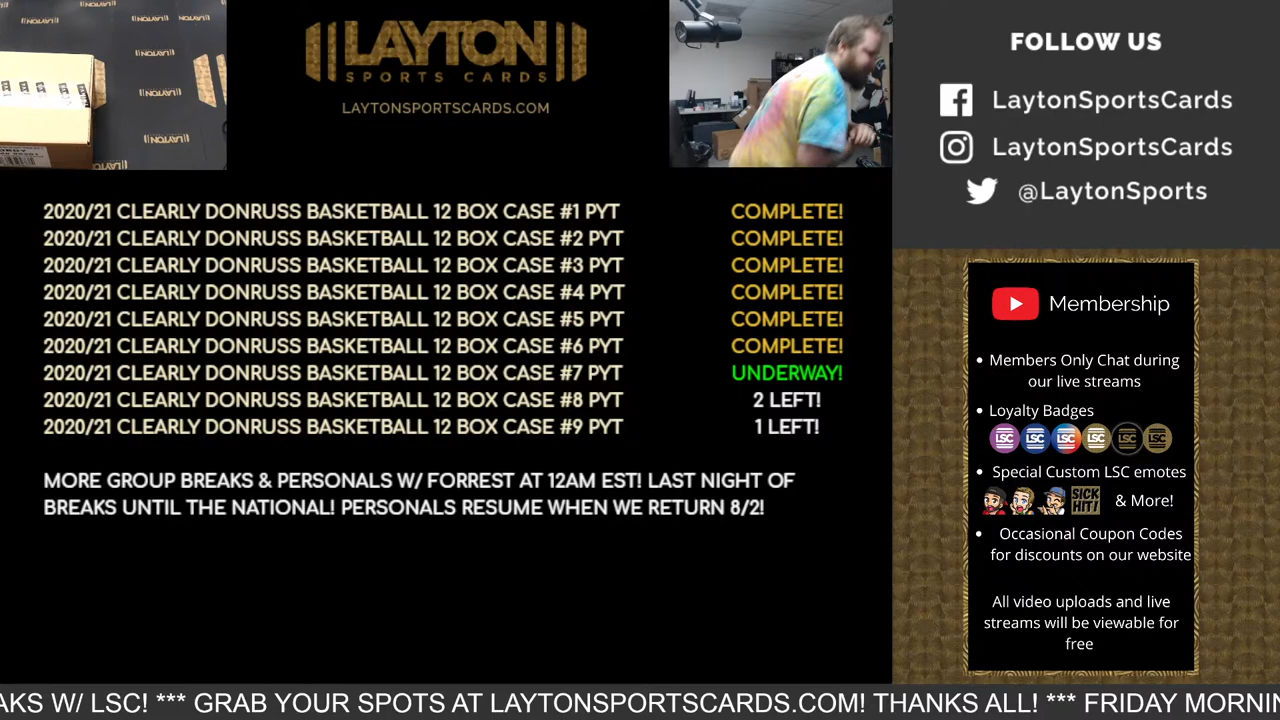 LAYTON
SPORTS CARDS
LAYTONSPORTSCARDS.COM
FOLLOW US
LaytonSportsCards
LaytonSportsCards
@LaytonSports
2020/21 CLEARLY DONRUSS BASKETBALL 12 BOX CASE #1 PYT COMPLETE!
2020/21 CLEARLY DONRUSS BASKETBALL 12 BOX CASE #2 PYT COMPLETE!
2020/21 CLEARLY DONRUSS BASKETBALL 12 BOX CASE #3 PYT COMPLETE!
2020/21 CLEARLY DONRUSS BASKETBALL 12 BOX CASE #4 PYT COMPLETE!
2020/21 CLEARLY DONRUSS BASKETBALL 12 BOX CASE #5 PYT COMPLETE!
2020/21 CLEARLY DONRUSS BASKETBALL 12 BOX CASE #6 PYT COMPLETE!
2020/21 CLEARLY DONRUSS BASKETBALL 12 BOX CASE #7 PYT UNDERWAY!
2020/21 CLEARLY DONRUSS BASKETBALL 12 BOX CASE #8 PYT 2 LEFT!
2020/21 CLEARLY DONRUSS BASKETBALL 12 BOX CASE #9 PYT 1 LEFT!
MORE GROUP BREAKS & PERSONALS W/ FORREST AT 12AM EST! LAST NIGHT OF
BREAKS UNTIL THE NATIONAL! PERSONALS RESUME WHEN WE RETURN 8/2!
Membership
• Members Only Chat during
our live streams
• Loyalty Badges
LSC LSC LSC LSC LSC LSC
• Special Custom LSC emotes
SICK HIT! & More!
• Occasional Coupon Codes
for discounts on our website
All video uploads and live
streams will be viewable for
free
AKS W/ LSC! *** GRAB YOUR SPOTS AT LAYTONSPORTSCARDS.COM! THANKS ALL! *** FRIDAY MORNIN